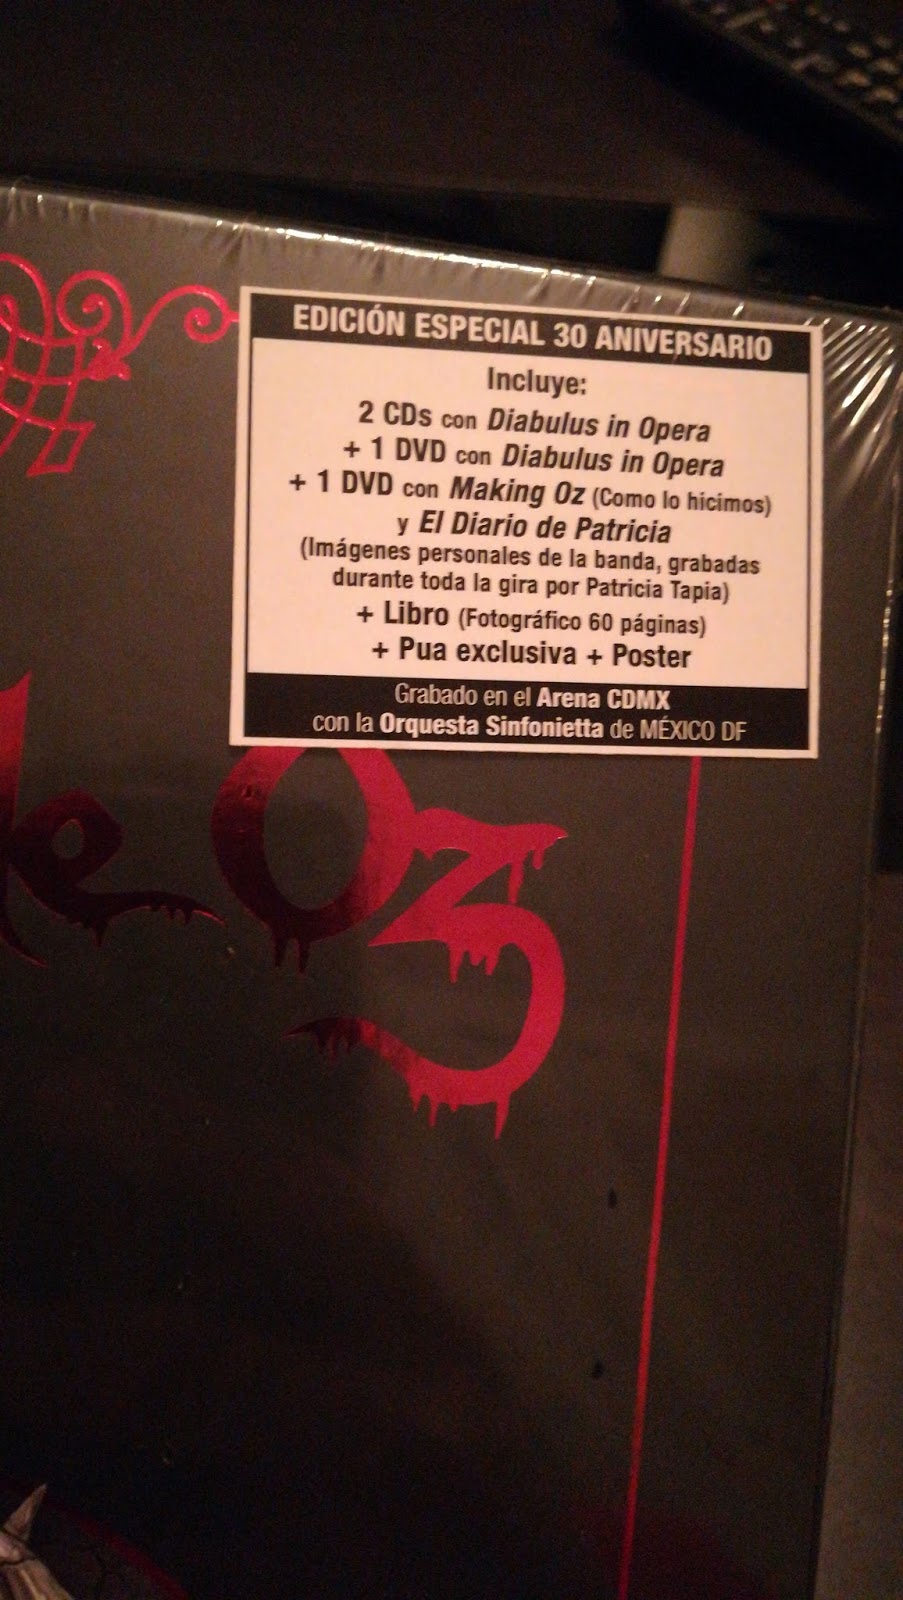 EDICIÓN ESPECIAL 30 ANIVERSARIO
Incluye:
2 CDs con Diabulus in Opera
+ 1 DVD con Diabulus in Opera
+ 1 DVD con Making Oz (Como lo hicimos)
y El Diario de Patricia
(Imágenes personales de la banda, grabadas
durante toda la gira por Patricia Tapia)
+ Libro (Fotográfico 60 páginas)
+ Pua exclusiva + Poster
Grabado en el Arena CDMX
con la Orquesta Sinfonietta de MÉXICO DF
de Oz